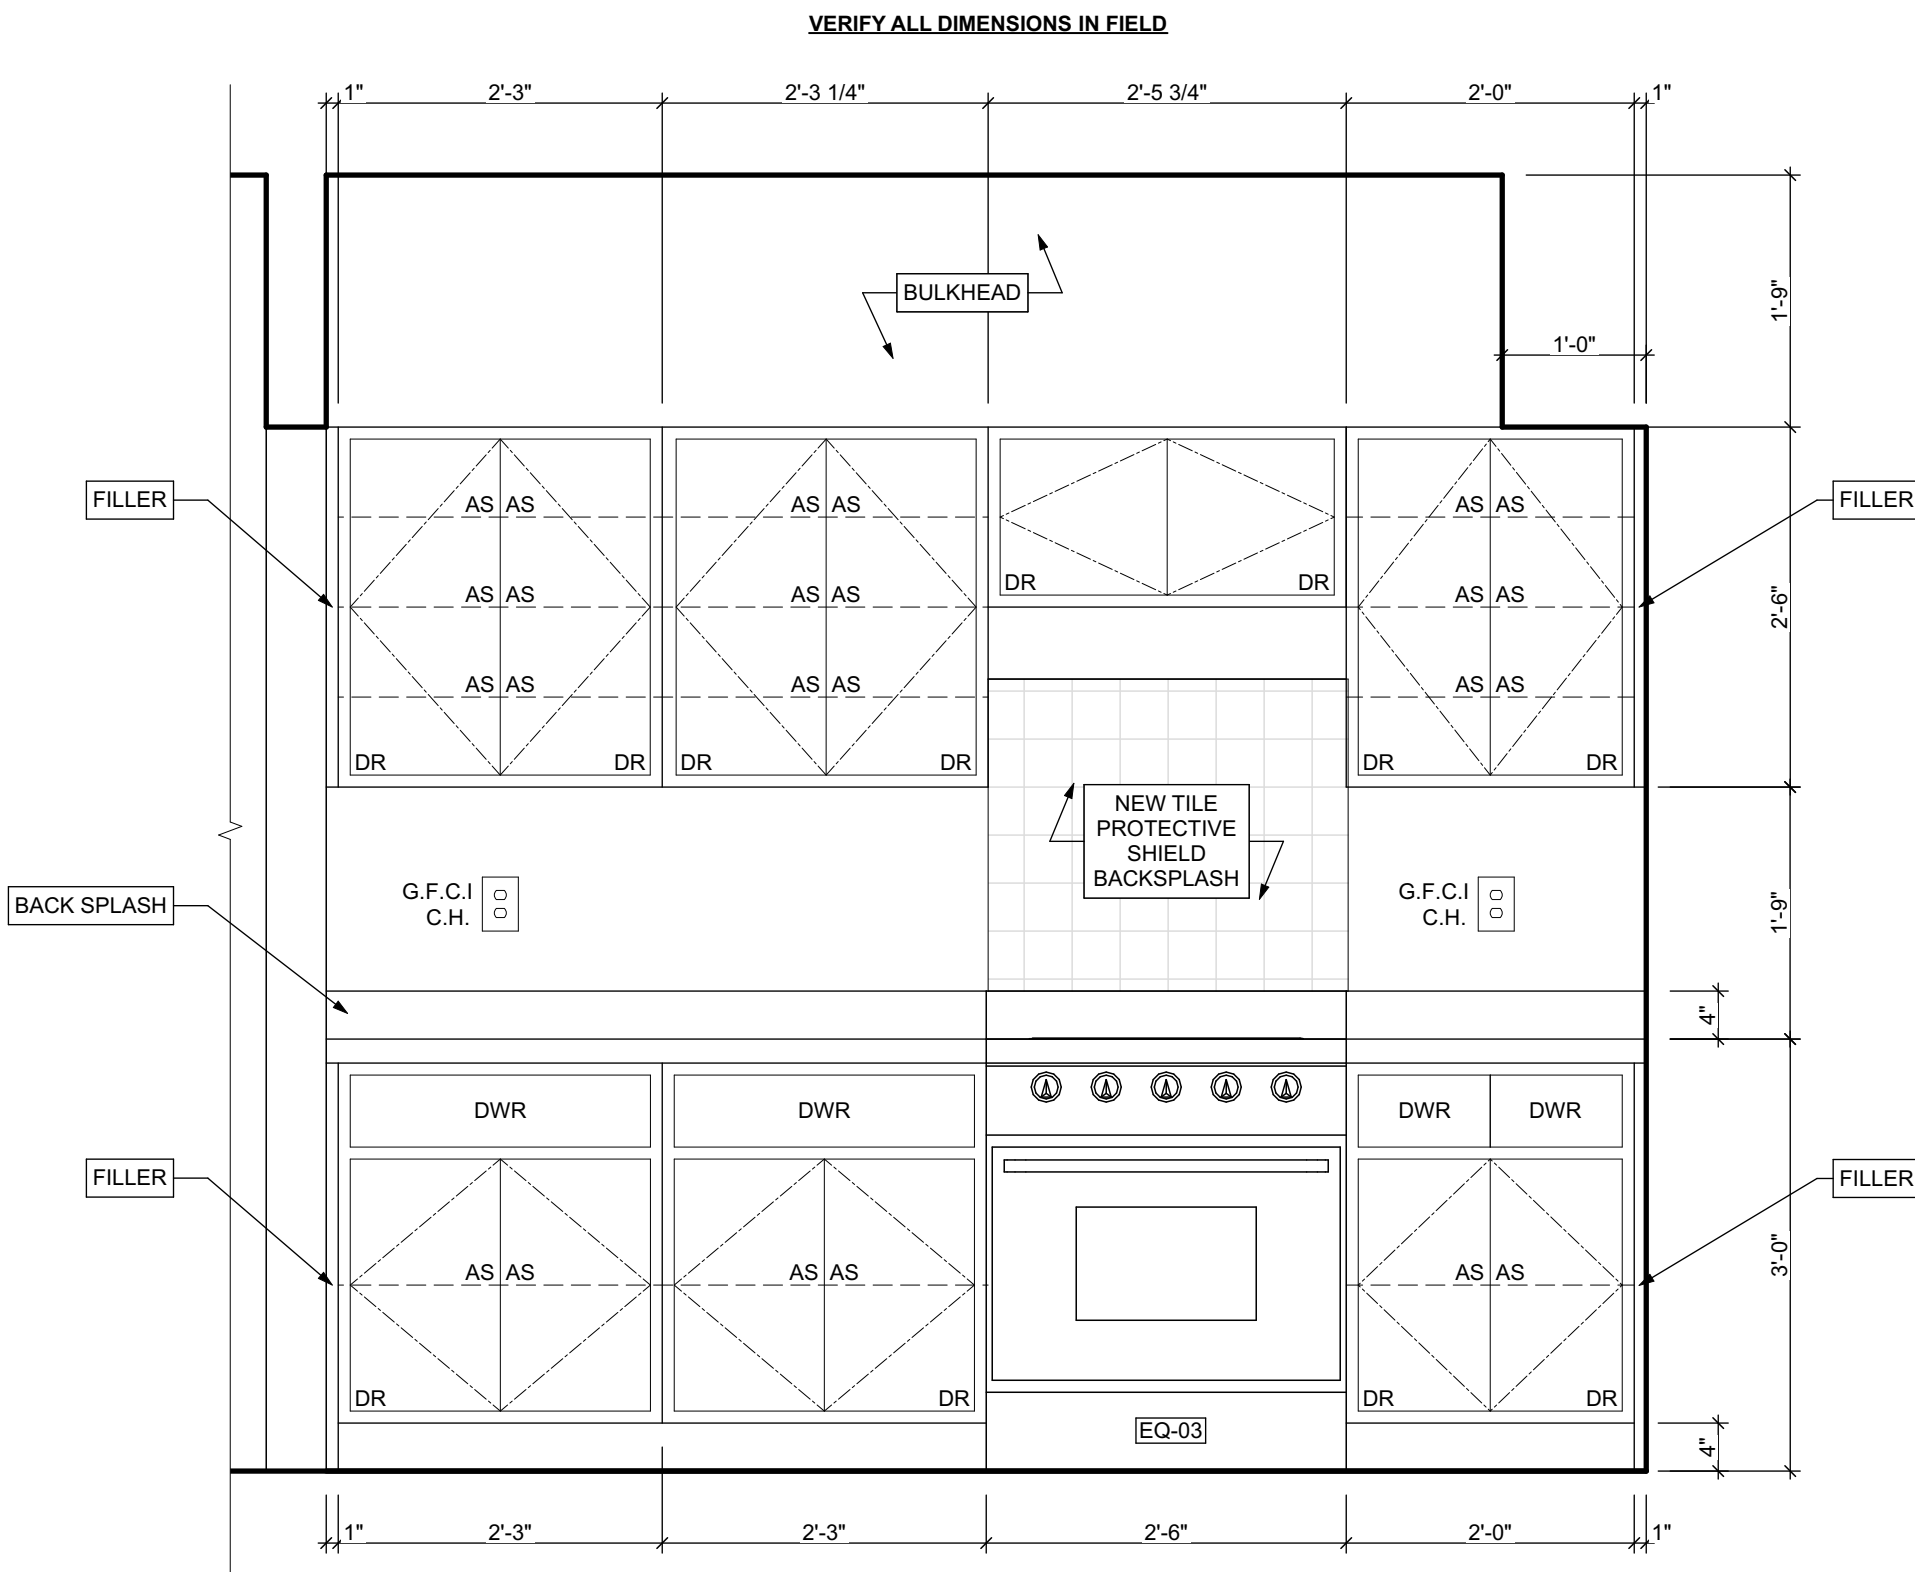 VERIFY ALL DIMENSIONS IN FIELD
1" 2'-3" 2'-3 1/4" 2'-5 3/4" 2'-0" 1"
BULKHEAD
1'-9"
1'-0"
FILLER
AS AS AS AS AS AS
FILLER
AS AS AS AS AS AS
DR DR
2'-6"
AS AS AS AS AS AS
DR DR DR DR DR DR
NEW TILE
PROTECTIVE
SHIELD
BACKSPLASH
G.F.C.I
C.H.
G.F.C.I
C.H.
BACK SPLASH
1'-9"
4"
DWR DWR DWR DWR
FILLER
FILLER
AS AS AS AS AS AS
3'-0"
DR DR DR DR
EQ-03
4"
1" 2'-3" 2'-3" 2'-6" 2'-0" 1"